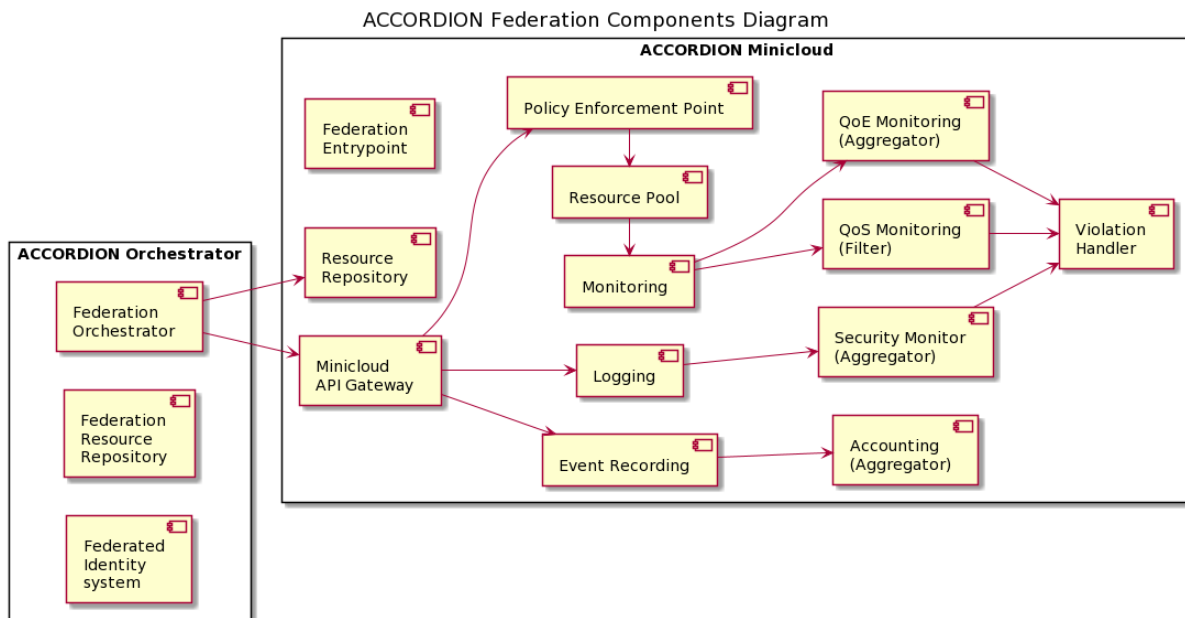 ACCORDION Federation Components Diagram
ACCORDION Minicloud
Federation
Entrypoint
Policy Enforcement Point
QoE Monitoring
(Aggregator)
Resource Pool
QoS Monitoring
(Filter)
Violation
Handler
ACCORDION Orchestrator
Federation
Orchestrator
Resource
Repository
Monitoring
Minicloud
API Gateway
Logging
Security Monitor
(Aggregator)
Federation
Resource
Repository
Event Recording
Accounting
(Aggregator)
Federated
Identity
system